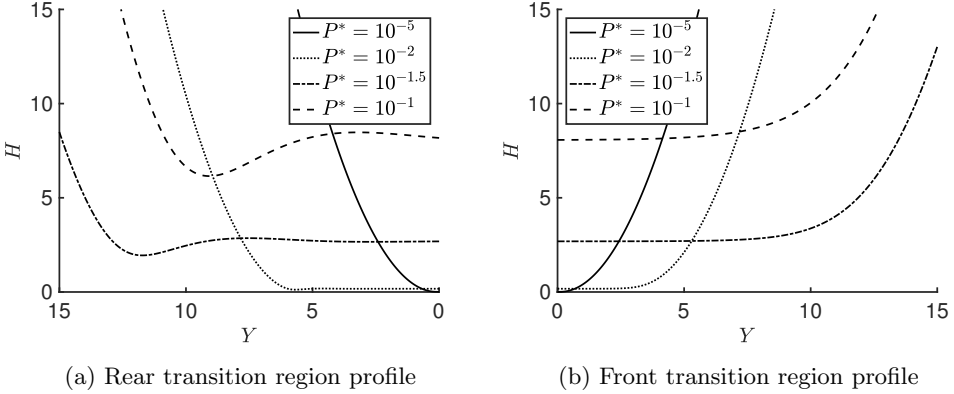 15
10
5
0
H
15
10
5
0
Y
P* = 10^-5
P* = 10^-2
P* = 10^-1.5
P* = 10^-1
(a) Rear transition region profile
15
10
5
0
H
0
5
10
15
Y
P* = 10^-5
P* = 10^-2
P* = 10^-1.5
P* = 10^-1
(b) Front transition region profile